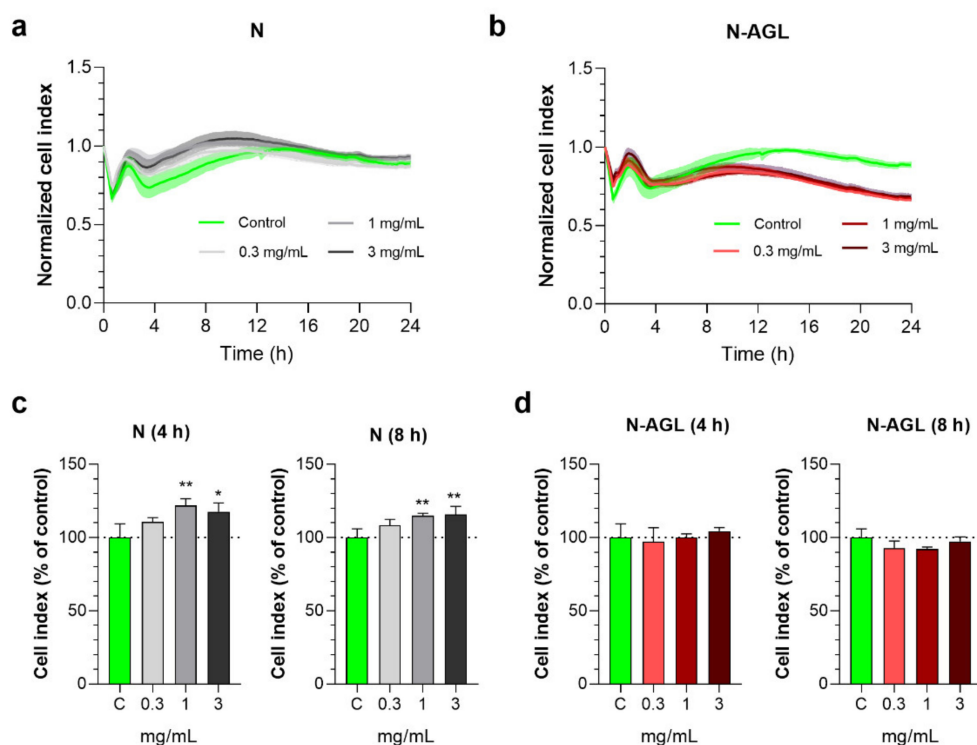 a
N
Normalized cell index
1.5
1.0
0.5
0.0
Control
1 mg/mL
0.3 mg/mL
3 mg/mL
0 4 8 12 16 20 24
Time (h)
b
N-AGL
Normalized cell index
1.5
1.0
0.5
0.0
Control
1 mg/mL
0.3 mg/mL
3 mg/mL
0 4 8 12 16 20 24
Time (h)
c
N (4 h)
Cell index (% of control)
150
100
50
0
** *
C 0.3 1 3
mg/mL
N (8 h)
Cell index (% of control)
150
100
50
0
** **
C 0.3 1 3
mg/mL
d
N-AGL (4 h)
Cell index (% of control)
150
100
50
0
C 0.3 1 3
mg/mL
N-AGL (8 h)
Cell index (% of control)
150
100
50
0
C 0.3 1 3
mg/mL